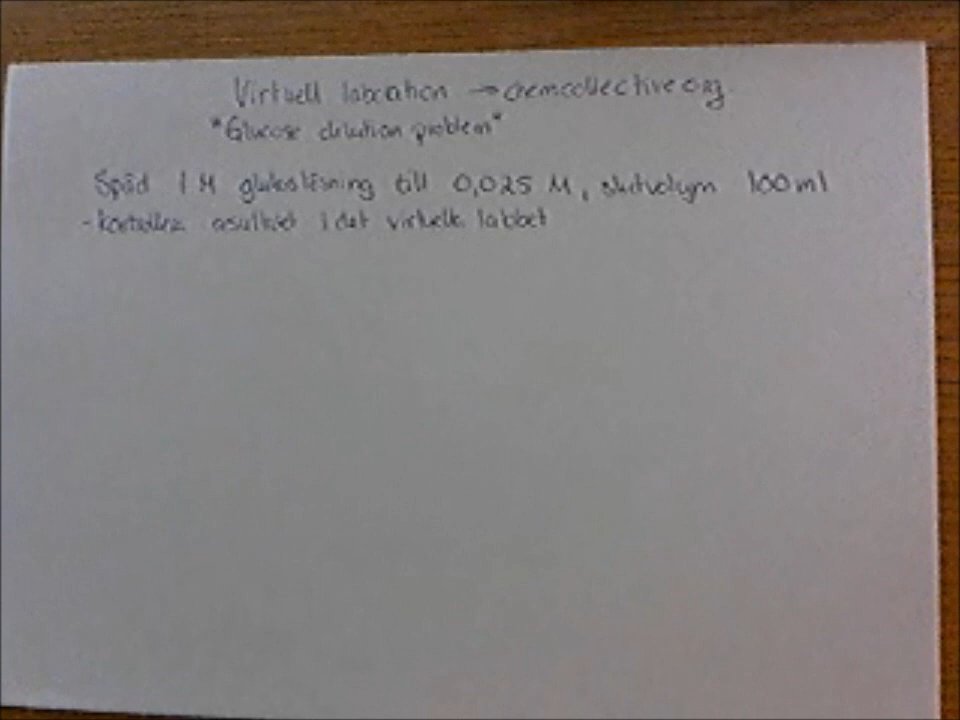 Virtuell laboration → chemcollective.org
"Glucose dilution problem"
Späd 1 M glukoslösning till 0,025 M, slutvolym 100 ml
- Kontrollera resultatet i det virtuella labbet